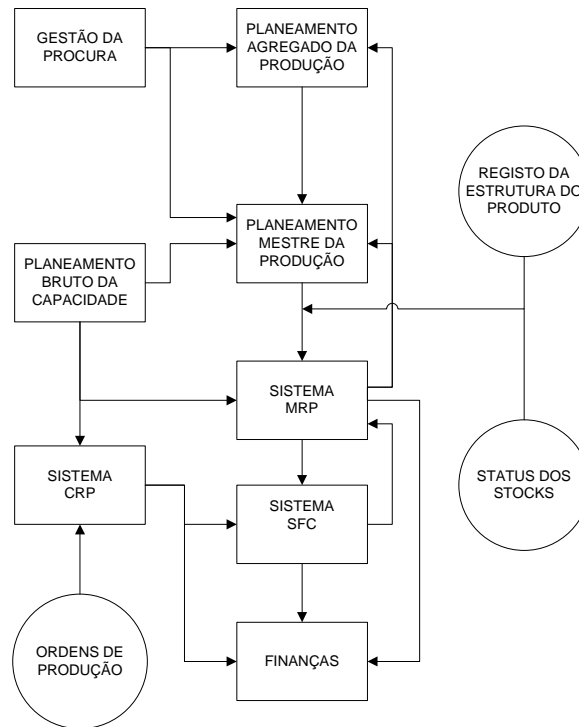 GESTÃO DA
PROCURA
PLANEAMENTO
AGREGADO DA
PRODUÇÃO
REGISTO DA
ESTRUTURA DO
PRODUTO
PLANEAMENTO
MESTRE DA
PRODUÇÃO
PLANEAMENTO
BRUTO DA
CAPACIDADE
SISTEMA
MRP
SISTEMA
CRP
SISTEMA
SFC
STATUS DOS
STOCKS
ORDENS DE
PRODUÇÃO
FINANÇAS